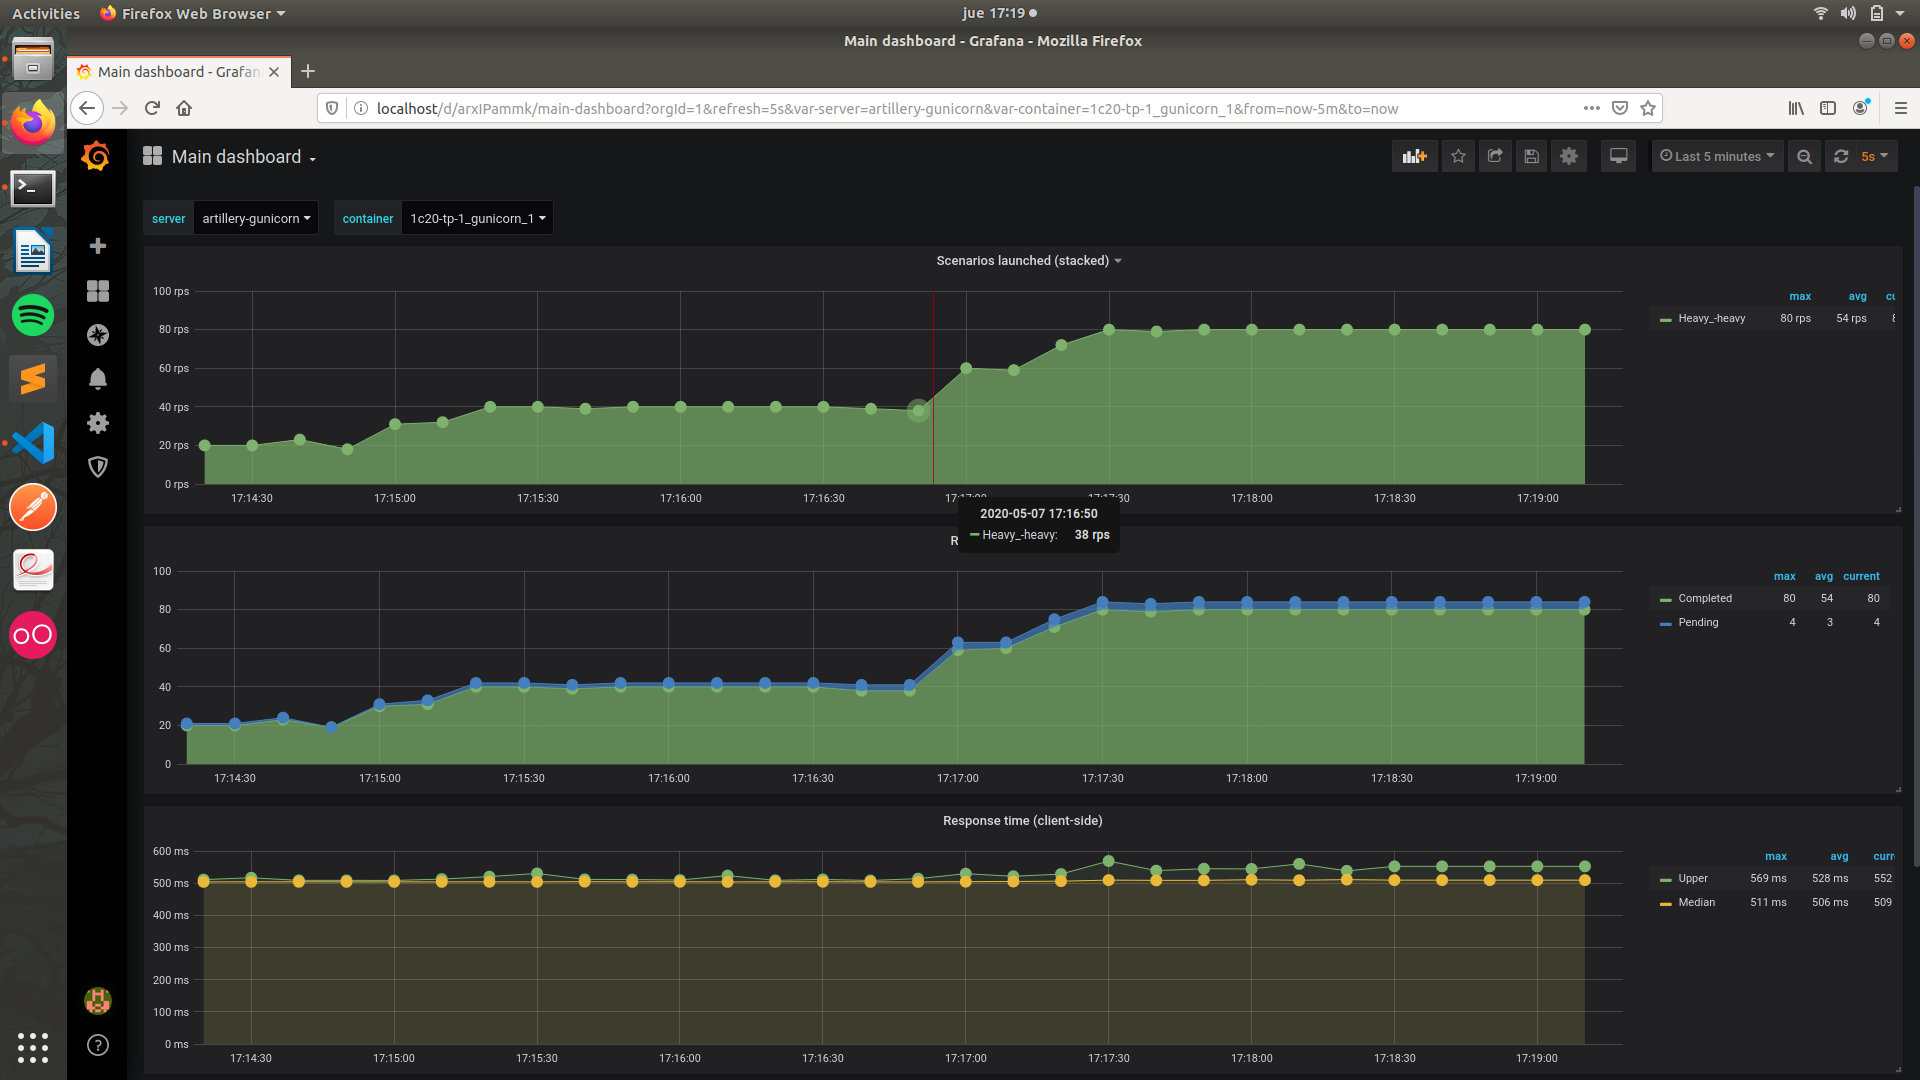 Activities Firefox Web Browser jue 17:19
Main dashboard - Grafana - Mozilla Firefox
Main dashboard - Grafan
localhost/d/arxIPammk/main-dashboard?orgId=1&refresh=5s&var-server=artillery-gunicorn&var-container=1c20-tp-1_gunicorn_1&from=now-5m&to=now
Main dashboard Last 5 minutes 5s
server artillery-gunicorn container 1c20-tp-1_gunicorn_1
Scenarios launched (stacked)
100 rps
80 rps
60 rps
40 rps
20 rps
0 rps
17:14:30 17:15:00 17:15:30 17:16:00 17:16:30 17:17:00 17:17:30 17:18:00 17:18:30 17:19:00
max avg cu
Heavy_-heavy 80 rps 54 rps 8
2020-05-07 17:16:50
Heavy_-heavy: 38 rps
R
100
80
60
40
20
0
17:14:30 17:15:00 17:15:30 17:16:00 17:16:30 17:17:00 17:17:30 17:18:00 17:18:30 17:19:00
max avg current
Completed 80 54 80
Pending 4 3 4
Response time (client-side)
600 ms
500 ms
400 ms
300 ms
200 ms
100 ms
0 ms
17:14:30 17:15:00 17:15:30 17:16:00 17:16:30 17:17:00 17:17:30 17:18:00 17:18:30 17:19:00
max avg curr
Upper 569 ms 528 ms 552
Median 511 ms 506 ms 509